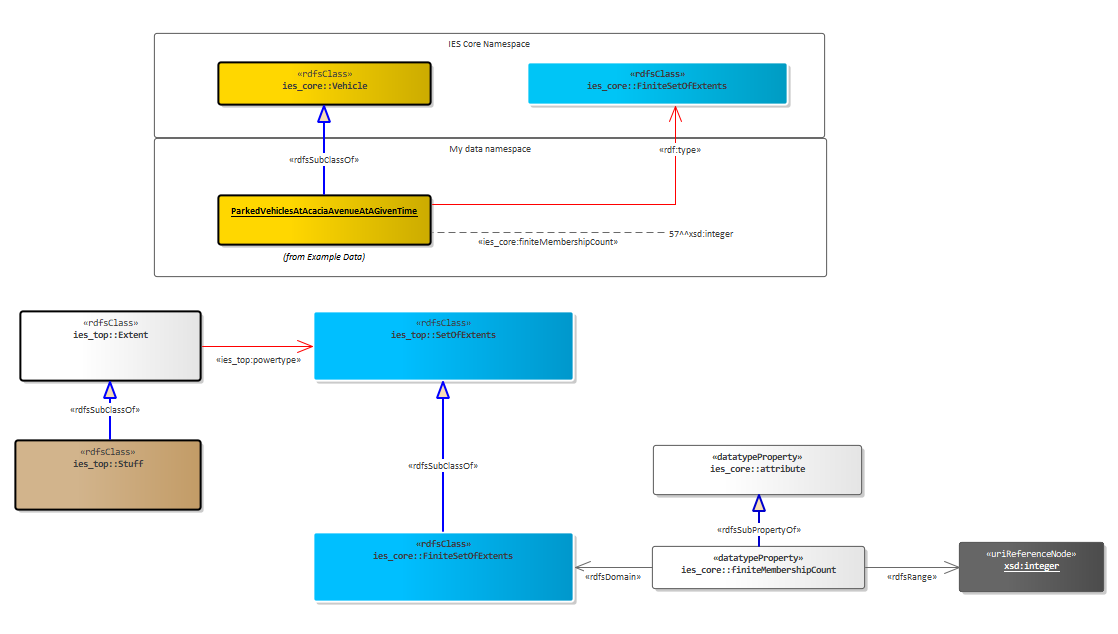 IES Core Namespace
«rdfsClass»
ies_core::Vehicle
«rdfsClass»
ies_core::FiniteSetOfExtents
My data namespace
«rdf:type»
«rdfsSubClassOf»
ParkedVehiclesAtAcaciaAvenueAtAGivenTime
57^^xsd:integer
«ies_core:finiteMembershipCount»
(from Example Data)
«rdfsClass»
ies_top::Extent
«rdfsClass»
ies_top::SetOfExtents
«ies_top:powertype»
«rdfsSubClassOf»
«rdfsClass»
ies_top::Stuff
«rdfsSubClassOf»
«datatypeProperty»
ies_core::attribute
«rdfsSubPropertyOf»
«rdfsClass»
ies_core::FiniteSetOfExtents
«datatypeProperty»
ies_core::finiteMembershipCount
«uriReferenceNode»
xsd:integer
«rdfsDomain»
«rdfsRange»